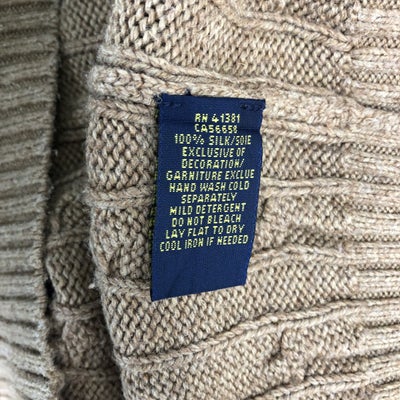 RN 41381
CA56658
100% SILK/SOIE
EXCLUSIVE OF
DECORATION/
GARNITURE EXCLUE
HAND WASH COLD
SEPARATELY
MILD DETERGENT
DO NOT BLEACH
LAY FLAT TO DRY
COOL IRON IF NEEDED